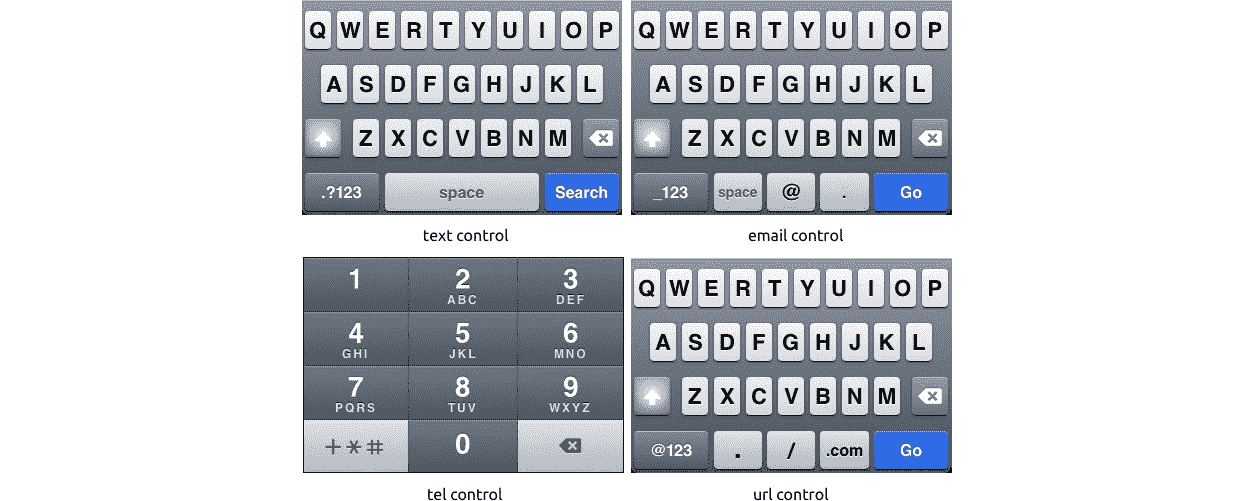 Q W E R T Y U I O P
A S D F G H J K L
Z X C V B N M
.?123 space Search
text control
Q W E R T Y U I O P
A S D F G H J K L
Z X C V B N M
_123 space @ . Go
email control
1 2 3
ABC DEF
4 5 6
GHI JKL MNO
7 8 9
PQRS TUV WXYZ
+*# 0
tel control
Q W E R T Y U I O P
A S D F G H J K L
Z X C V B N M
@123 . / .com Go
url control